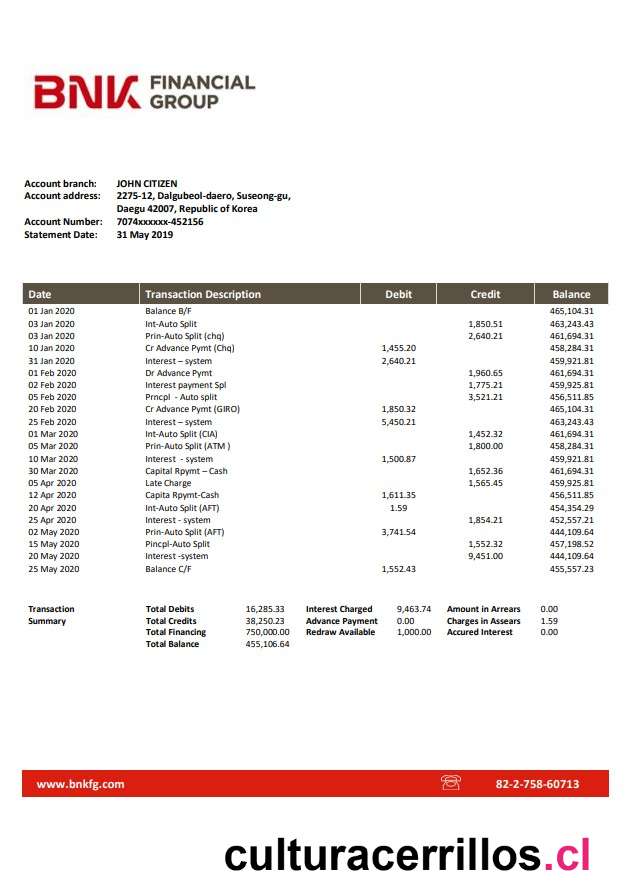 BNK FINANCIAL
GROUP
Account branch: JOHN CITIZEN
Account address: 2275-12, Dalgubeol-daero, Suseong-gu,
Daegu 42007, Republic of Korea
Account Number: 7074xxxxxx-452156
Statement Date: 31 May 2019
Date Transaction Description Debit Credit Balance
01 Jan 2020 Balance B/F 465,104.31
03 Jan 2020 Int-Auto Split 1,850.51 463,243.43
03 Jan 2020 Prin-Auto Split (chq) 2,640.21 461,694.31
10 Jan 2020 Cr Advance Pymt (Chq) 1,455.20 458,284.31
31 Jan 2020 Interest – system 2,640.21 459,921.81
01 Feb 2020 Dr Advance Pymt 1,960.65 461,694.31
02 Feb 2020 Interest payment Spl 1,775.21 459,925.81
05 Feb 2020 Prncpl - Auto split 3,521.21 456,511.85
20 Feb 2020 Cr Advance Pymt (GIRO) 1,850.32 465,104.31
25 Feb 2020 Interest – system 5,450.21 463,243.43
01 Mar 2020 Int-Auto Split (CIA) 1,452.32 461,694.31
05 Mar 2020 Prin-Auto Split (ATM ) 1,800.00 458,284.31
10 Mar 2020 Interest - system 1,500.87 459,921.81
30 Mar 2020 Capital Rpymt – Cash 1,652.36 461,694.31
05 Apr 2020 Late Charge 1,565.45 459,925.81
12 Apr 2020 Capita Rpymt-Cash 1,611.35 456,511.85
20 Apr 2020 Int-Auto Split (AFT) 1.59 454,354.29
25 Apr 2020 Interest - system 1,854.21 452,557.21
02 May 2020 Prin-Auto Split (AFT) 3,741.54 444,109.64
15 May 2020 Pincpl-Auto Split 1,552.32 457,198.52
20 May 2020 Interest -system 9,451.00 444,109.64
25 May 2020 Balance C/F 1,552.43 455,557.23
Transaction Total Debits 16,285.33 Interest Charged 9,463.74 Amount in Arrears 0.00
Summary Total Credits 38,250.23 Advance Payment 0.00 Charges in Assears 1.59
Total Financing 750,000.00 Redraw Available 1,000.00 Accured Interest 0.00
Total Balance 455,106.64
www.bnkfg.com 82-2-758-60713
culturacerrillos.cl